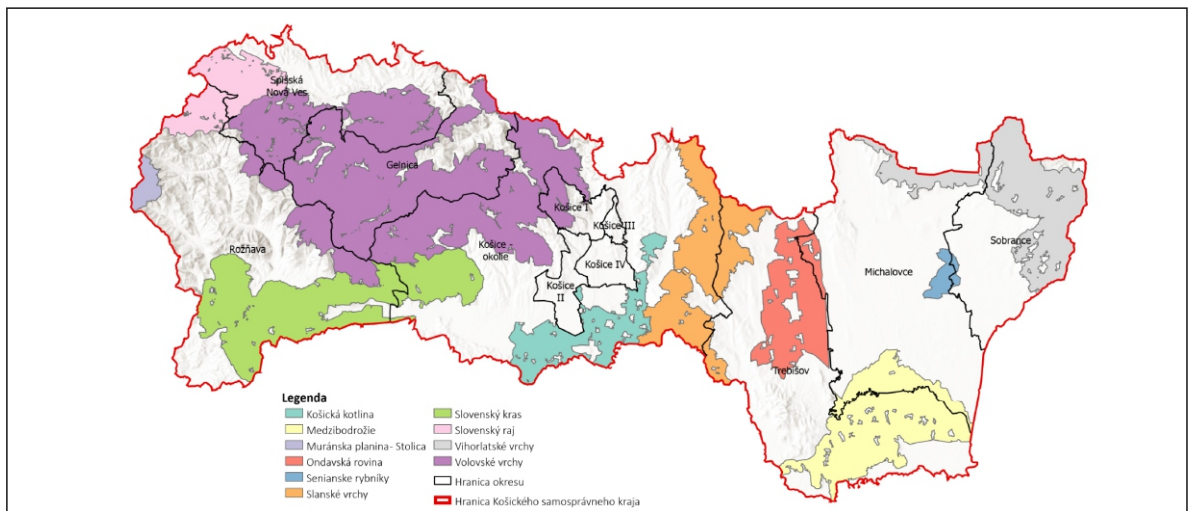 Spišská
Nová Ves
Gelnica
Košice I
Košice III
Košice -
okolie
Rožňava
Košice IV
Košice
II
Sobrance
Michalovce
Trebišov
Legenda
Košická kotlina
Medzibodrožie
Muránska planina- Stolica
Ondavská rovina
Senianske rybníky
Slanské vrchy
Slovenský kras
Slovenský raj
Vihorlatské vrchy
Volovské vrchy
Hranica okresu
Hranica Košického samosprávneho kraja